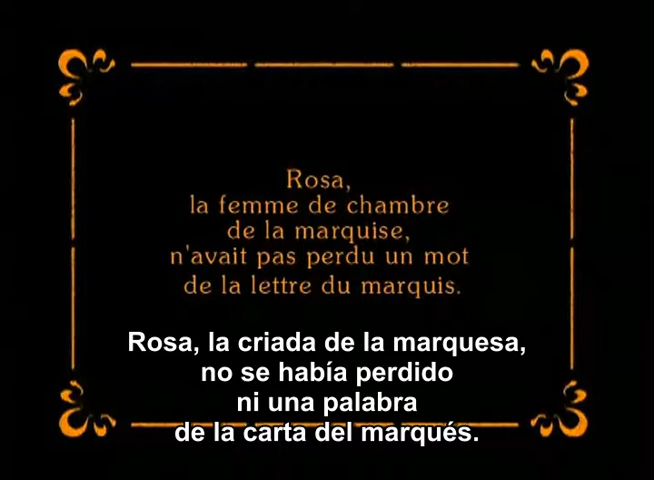 Rosa,
la femme de chambre
de la marquise,
n'avait pas perdu un mot
de la lettre du marquis.
Rosa, la criada de la marquesa,
no se había perdido
ni una palabra
de la carta del marqués.